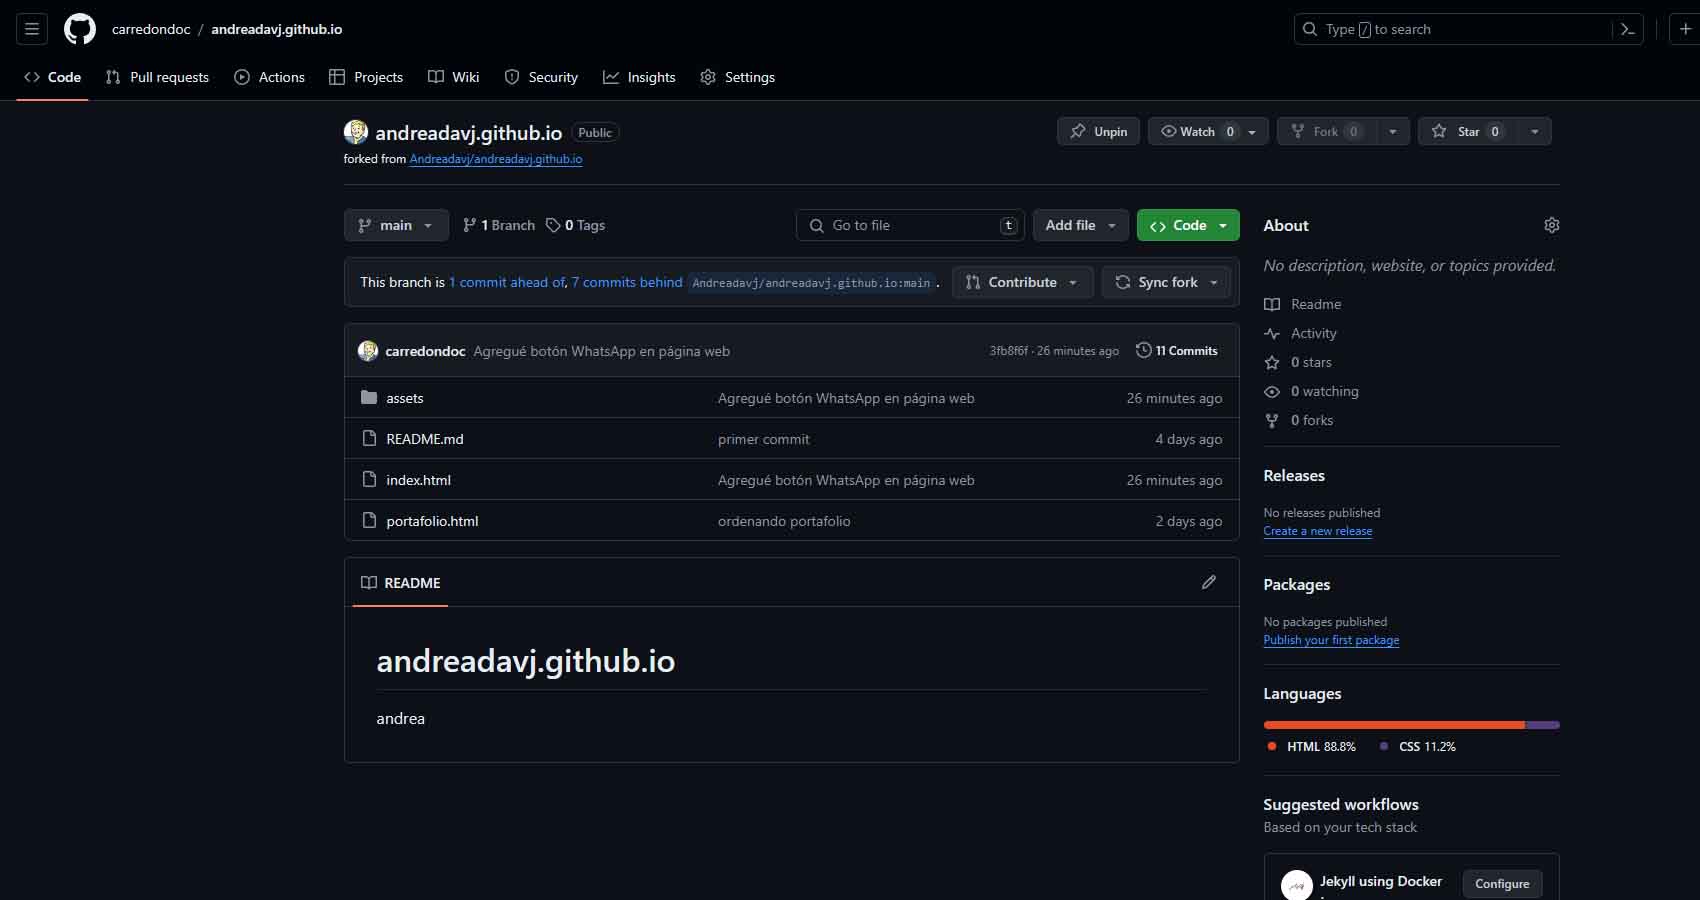 carredondoc / andreadavj.github.io
Type / to search
Code Pull requests Actions Projects Wiki Security Insights Settings
andreadavj.github.io Public
Unpin Watch 0 Fork 0 Star 0
forked from Andreadavj/andreadavj.github.io
main 1 Branch 0 Tags Go to file t Add file Code
This branch is 1 commit ahead of, 7 commits behind Andreadavj/andreadavj.github.io:main . Contribute Sync fork
carredondoc Agregué botón WhatsApp en página web 3fb8f6f · 26 minutes ago 11 Commits
assets Agregué botón WhatsApp en página web 26 minutes ago
README.md primer commit 4 days ago
index.html Agregué botón WhatsApp en página web 26 minutes ago
portafolio.html ordenando portafolio 2 days ago
README
andreadavj.github.io
andrea
About
No description, website, or topics provided.
Readme
Activity
0 stars
0 watching
0 forks
Releases
No releases published
Create a new release
Packages
No packages published
Publish your first package
Languages
HTML 88.8% CSS 11.2%
Suggested workflows
Based on your tech stack
Jekyll using Docker Configure